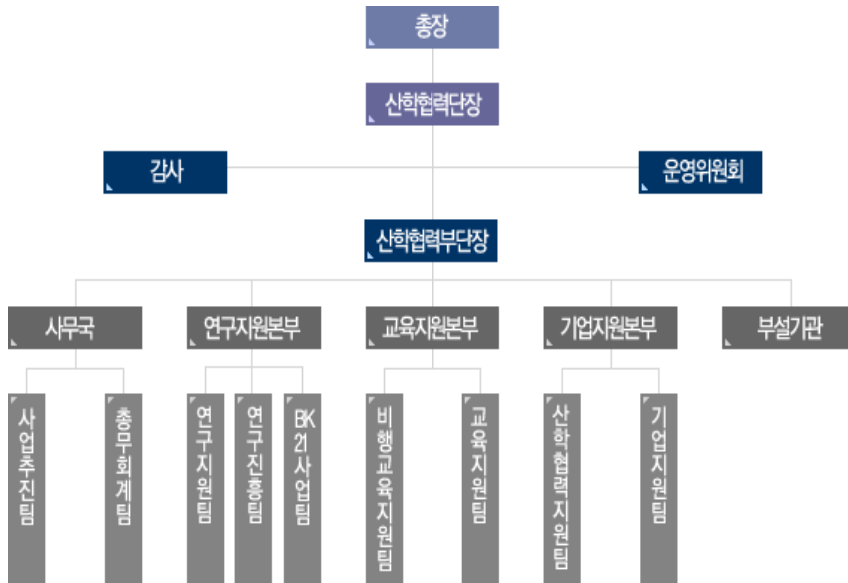 총장
산학협력단장
감사
운영위원회
산학협력부단장
사무국
연구지원본부
교육지원본부
기업지원본부
부설기관
사업추진팀
총무회계팀
연구지원팀
연구진흥팀
BK21사업팀
비행교육지원팀
교육지원팀
산학협력지원팀
기업지원팀